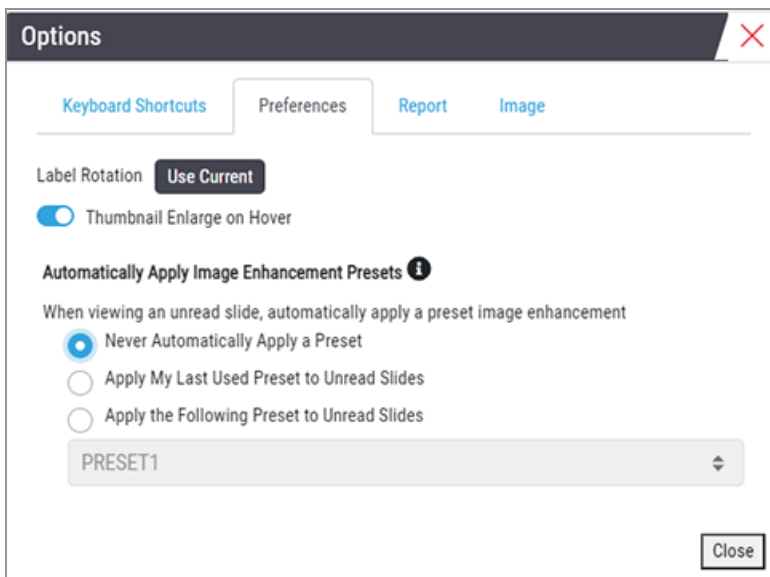 Options
Keyboard Shortcuts Preferences Report Image
Label Rotation Use Current
Thumbnail Enlarge on Hover
Automatically Apply Image Enhancement Presets
When viewing an unread slide, automatically apply a preset image enhancement
Never Automatically Apply a Preset
Apply My Last Used Preset to Unread Slides
Apply the Following Preset to Unread Slides
PRESET1
Close